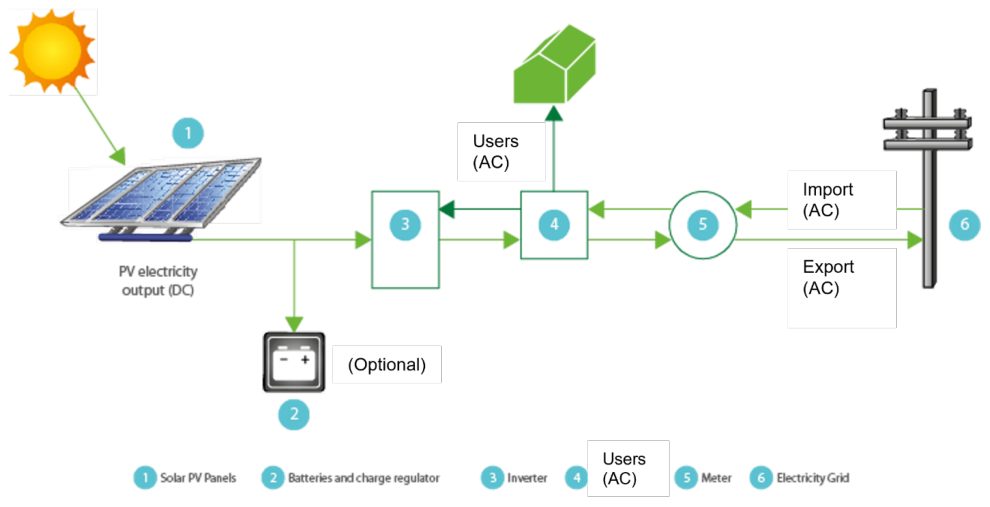 1
Users
(AC)
Import
(AC)
3
4
5
6
PV electricity
output (DC)
Export
(AC)
- +
(Optional)
2
1 Solar PV Panels 2 Batteries and charge regulator 3 Inverter 4 Users
(AC) 5 Meter 6 Electricity Grid